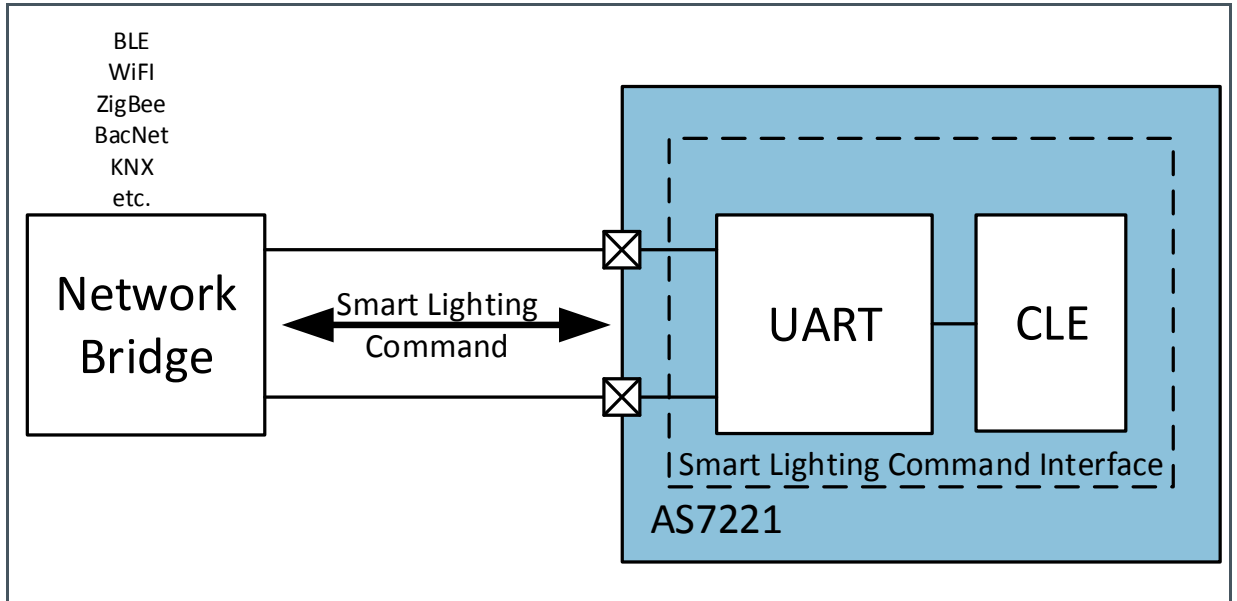 BLE
WiFI
ZigBee
BacNet
KNX
etc.
Network
Bridge
Smart Lighting
Command
UART
CLE
Smart Lighting Command Interface
AS7221